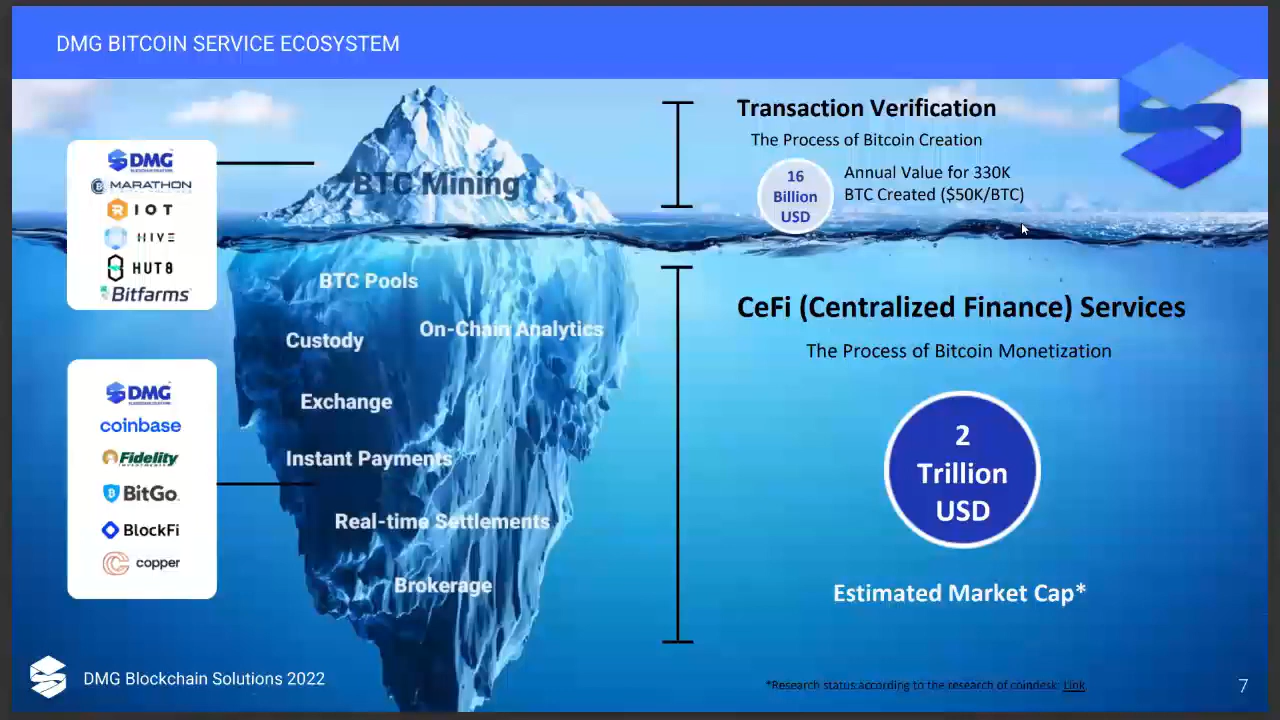 DMG BITCOIN SERVICE ECOSYSTEM
DMG
MARATHON
RIOT
HIVE
HUT8
Bitfarms
BTC Mining
Transaction Verification
The Process of Bitcoin Creation
16
Billion
USD
Annual Value for 330K
BTC Created ($50K/BTC)
BTC Pools
On-Chain Analytics
Custody
Exchange
Instant Payments
Real-time Settlements
Brokerage
DMG
coinbase
Fidelity
INVESTMENTS
BitGo
BlockFi
copper
CeFi (Centralized Finance) Services
The Process of Bitcoin Monetization
2
Trillion
USD
Estimated Market Cap*
DMG Blockchain Solutions 2022
*Research status according to the research of coindesk: Link
7